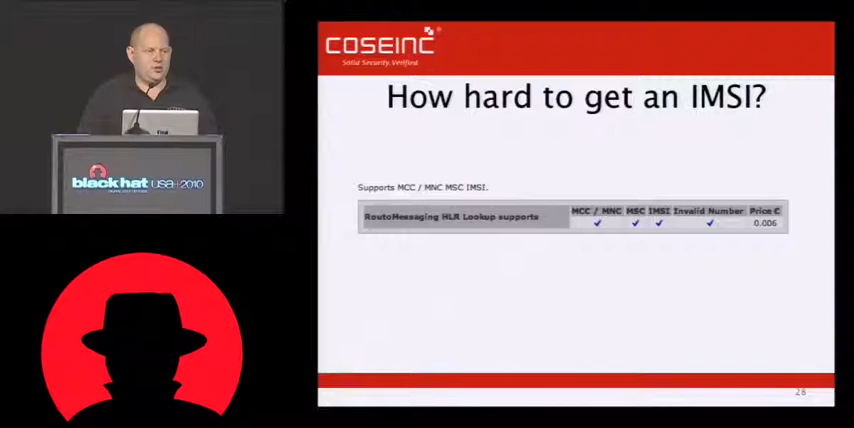 COSEINC
Solid Security. Verified
How hard to get an IMSI?
Supports MCC / MNC MSC IMSI.
MCC / MNC MSC IMSI Invalid Number Price €
RoutoMessaging HLR Lookup supports
✓ ✓ ✓ ✓ 0.006
28
black hat USA+2010